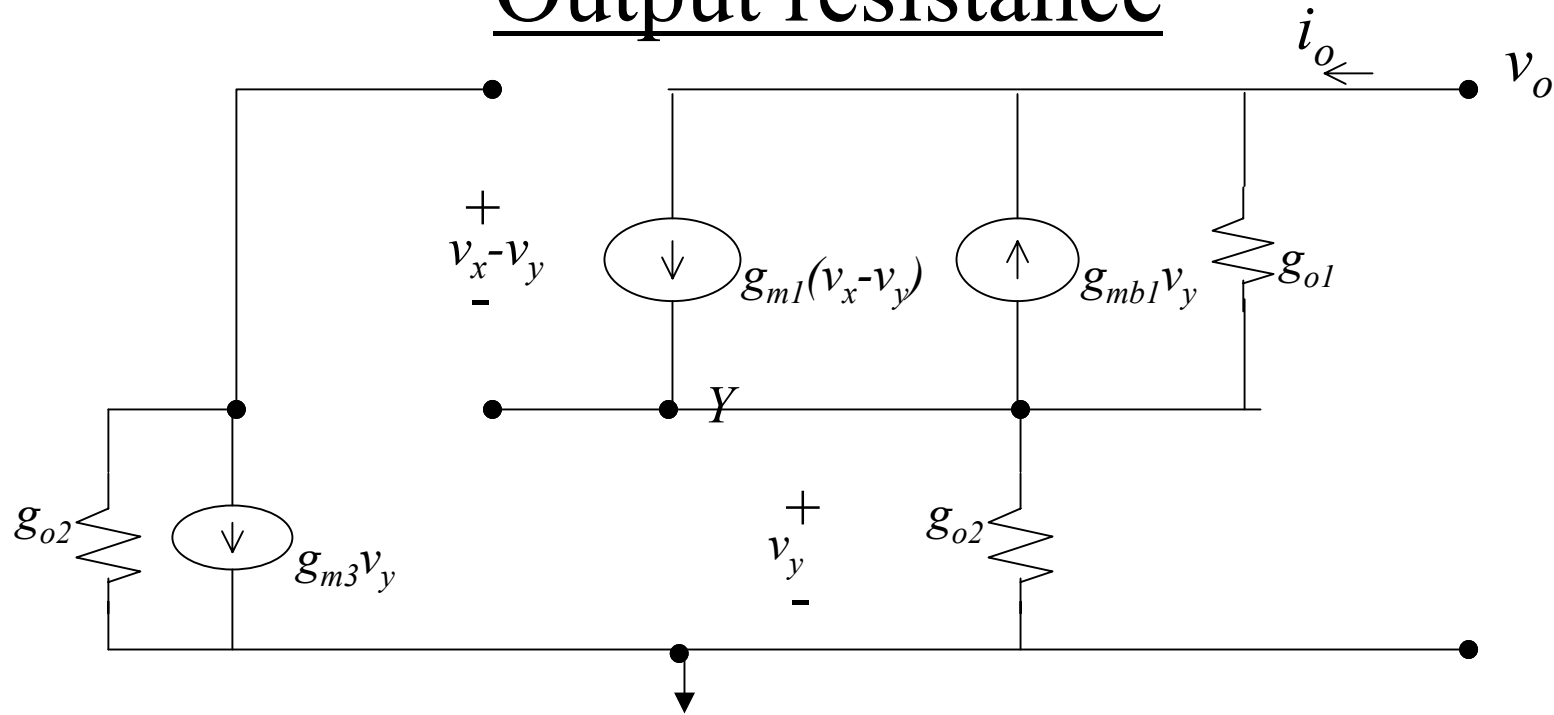 Output resistance
i_o
v_o
+
v_x-v_y
-
g_m1(v_x-v_y)
g_mb1v_y
g_o1
Y
g_o2
g_m3v_y
+
v_y
-
g_o2